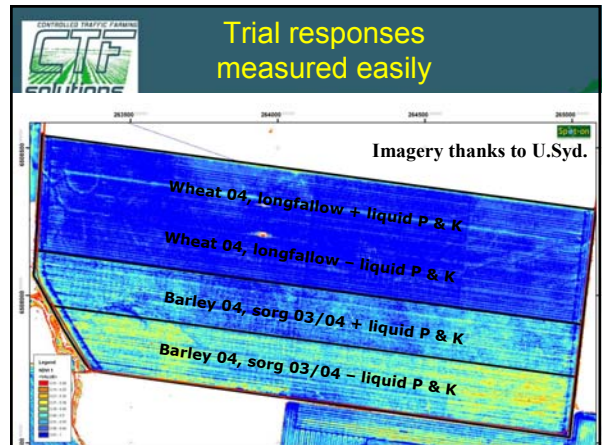 CONTROLLED TRAFFIC FARMING
CTF
solutions
Trial responses
measured easily
263500
264000
264500
265000
Spot-on
Imagery thanks to U.Syd.
Wheat 04, longfallow + liquid P & K
Wheat 04, longfallow – liquid P & K
Barley 04, sorg 03/04 + liquid P & K
Barley 04, sorg 03/04 – liquid P & K
Legend